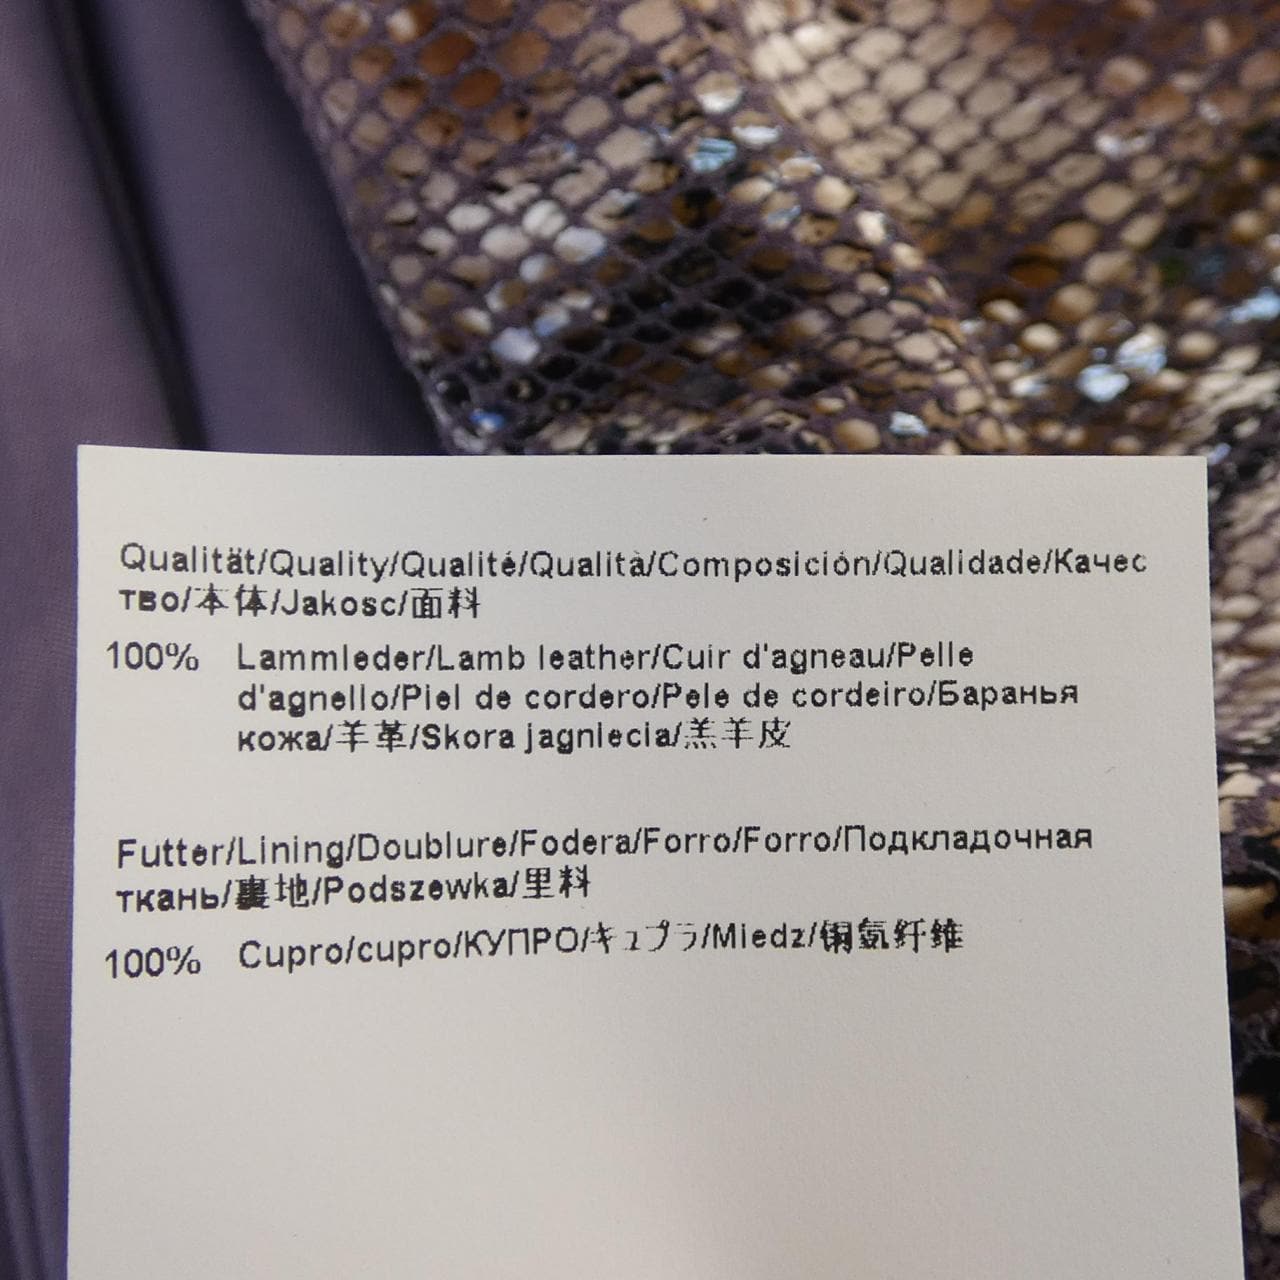 Qualität/Quality/Qualité/Qualità/Composición/Qualidade/Качес
тво/本体/Jakosc/面料
100% Lammleder/Lamb leather/Cuir d'agneau/Pelle
d'agnello/Piel de cordero/Pele de cordeiro/Баранья
кожа/羊革/Skora jagniecia/羔羊皮
Futter/Lining/Doublure/Fodera/Forro/Forro/Подкладочная
ткань/裏地/Podszewka/里料
100% Cupro/cupro/КУПРО/キュプラ/Miedz/铜氨纤维